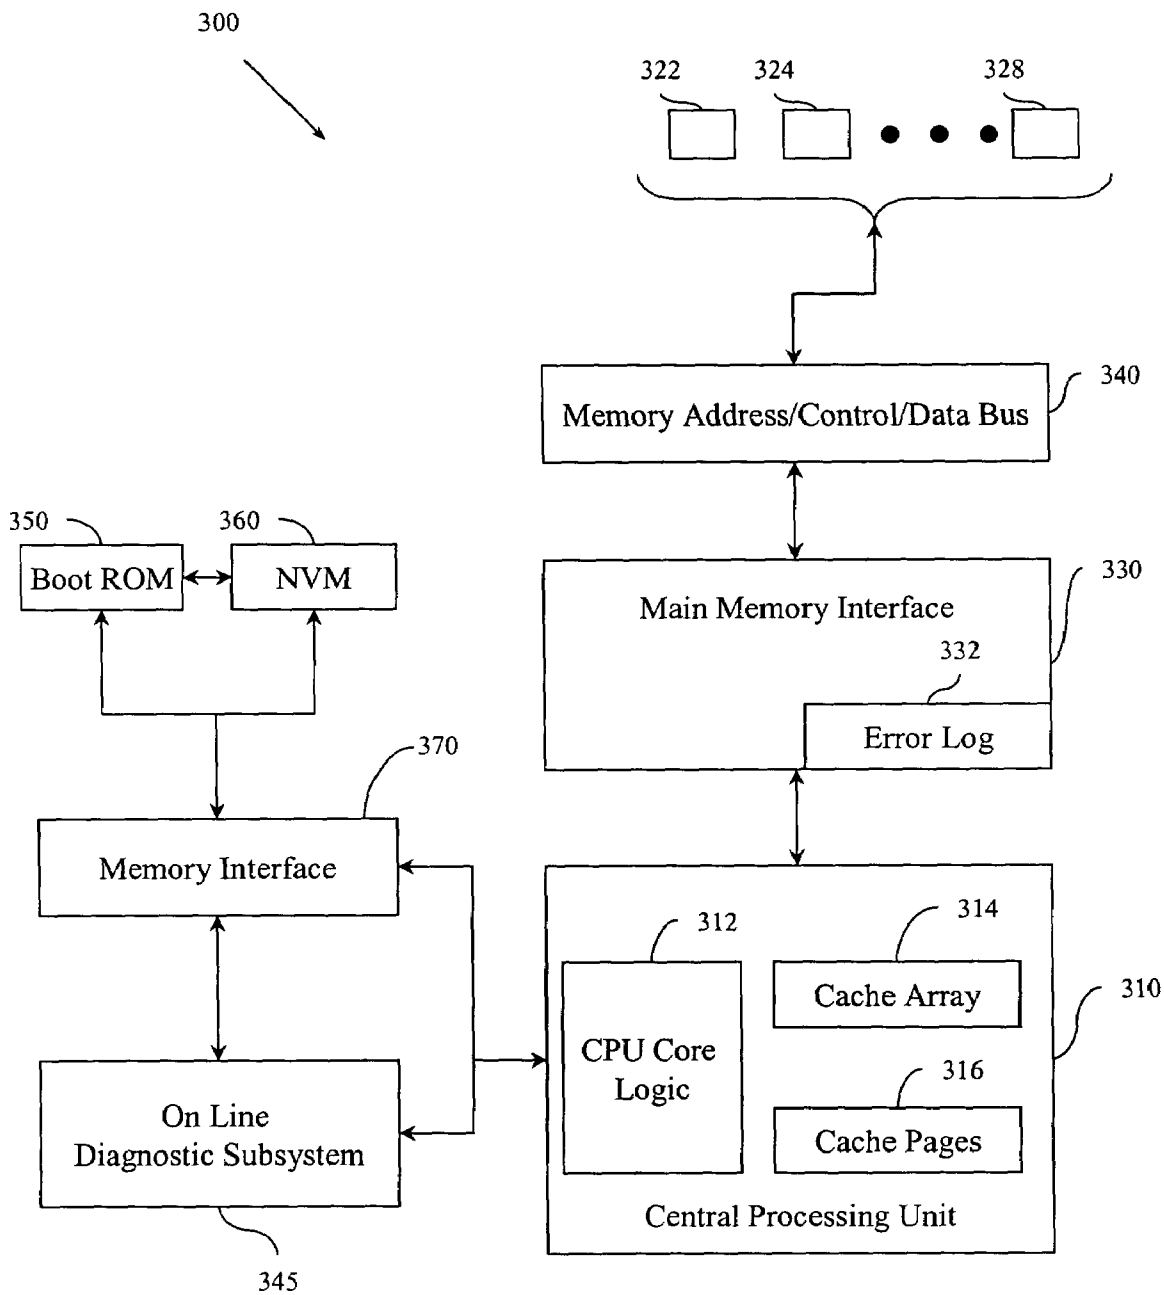 300
322
324
328
340
Memory Address/Control/Data Bus
350
360
Boot ROM
NVM
330
Main Memory Interface
332
Error Log
370
Memory Interface
312
314
310
Cache Array
CPU Core
Logic
316
Cache Pages
On Line
Diagnostic Subsystem
Central Processing Unit
345